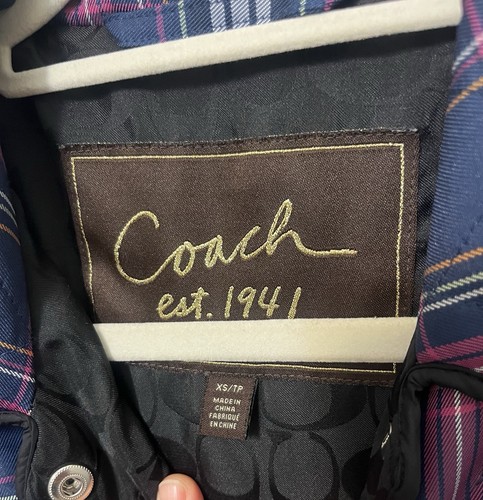 Coach
est. 1941
XS/TP
MADE IN
CHINA
FABRIQUÉ
EN CHINE